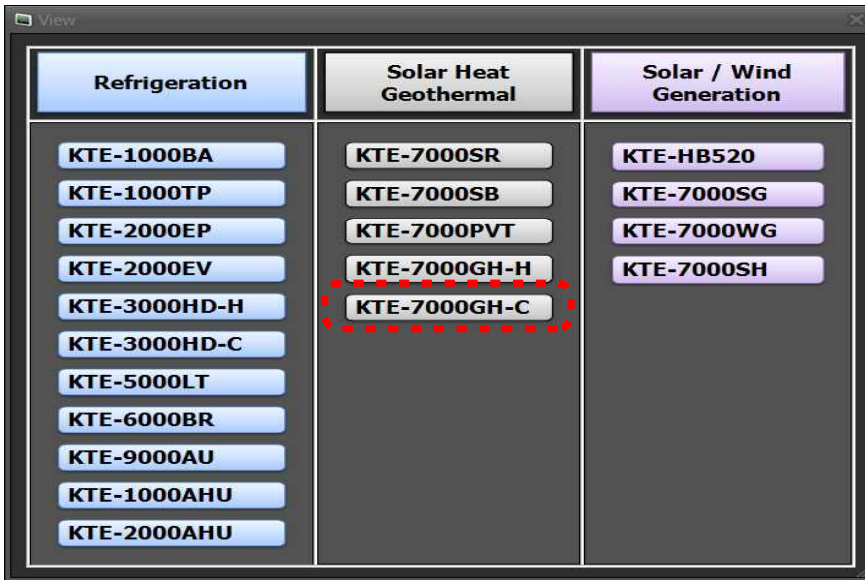 View
Refrigeration
Solar Heat
Geothermal
Solar / Wind
Generation
KTE-1000BA
KTE-1000TP
KTE-2000EP
KTE-2000EV
KTE-3000HD-H
KTE-3000HD-C
KTE-5000LT
KTE-6000BR
KTE-9000AU
KTE-1000AHU
KTE-2000AHU
KTE-7000SR
KTE-7000SB
KTE-7000PVT
KTE-7000GH-H
KTE-7000GH-C
KTE-HB520
KTE-7000SG
KTE-7000WG
KTE-7000SH